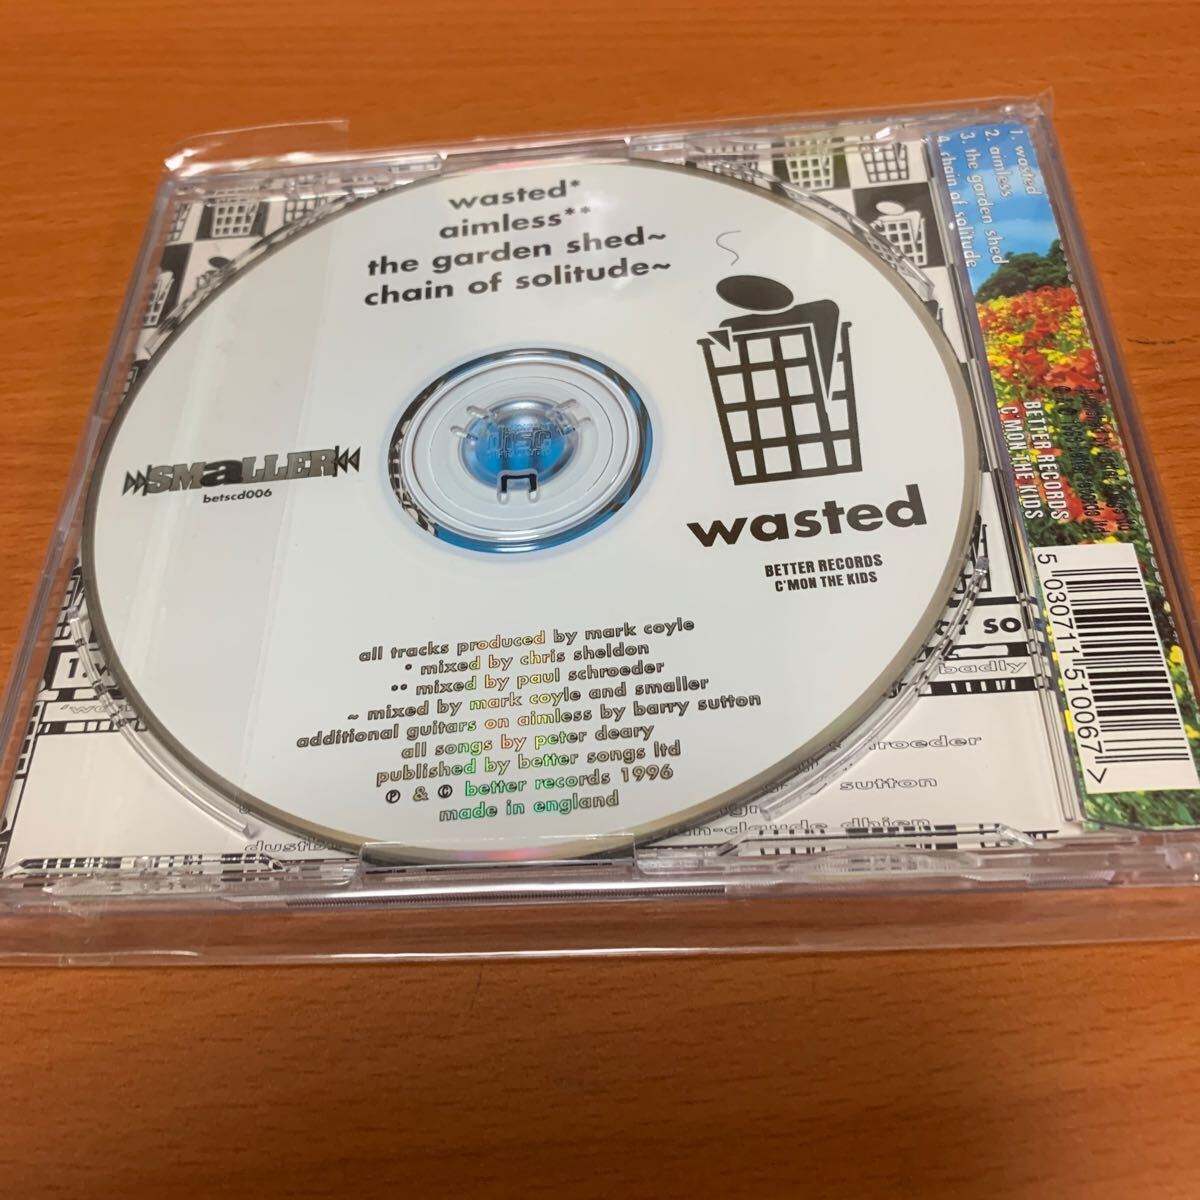 wasted*
aimless**
the garden shed~
chain of solitude~
SMaLLER
betscd006
disc
wasted
BETTER RECORDS
C'MON THE KIDS
all tracks produced by mark coyle
* mixed by chris sheldon
** mixed by paul schroeder
~ mixed by mark coyle and smaller
additional guitars on aimless by barry sutton
all songs by peter deary
published by better songs ltd
℗ & © better records 1996
made in england
1. wasted
2. aimless
3. the garden shed
4. chain of solitude
BETTER RECORDS
C'MON THE KIDS
5 030711 510067 >
badly
sutton
dhien